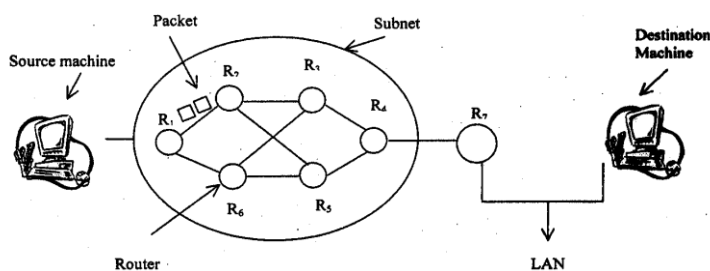 Packet
Subnet
Destination
Machine
Source machine
R₂
R₃
R₁
R₄
R₇
R₆
R₅
Router
LAN